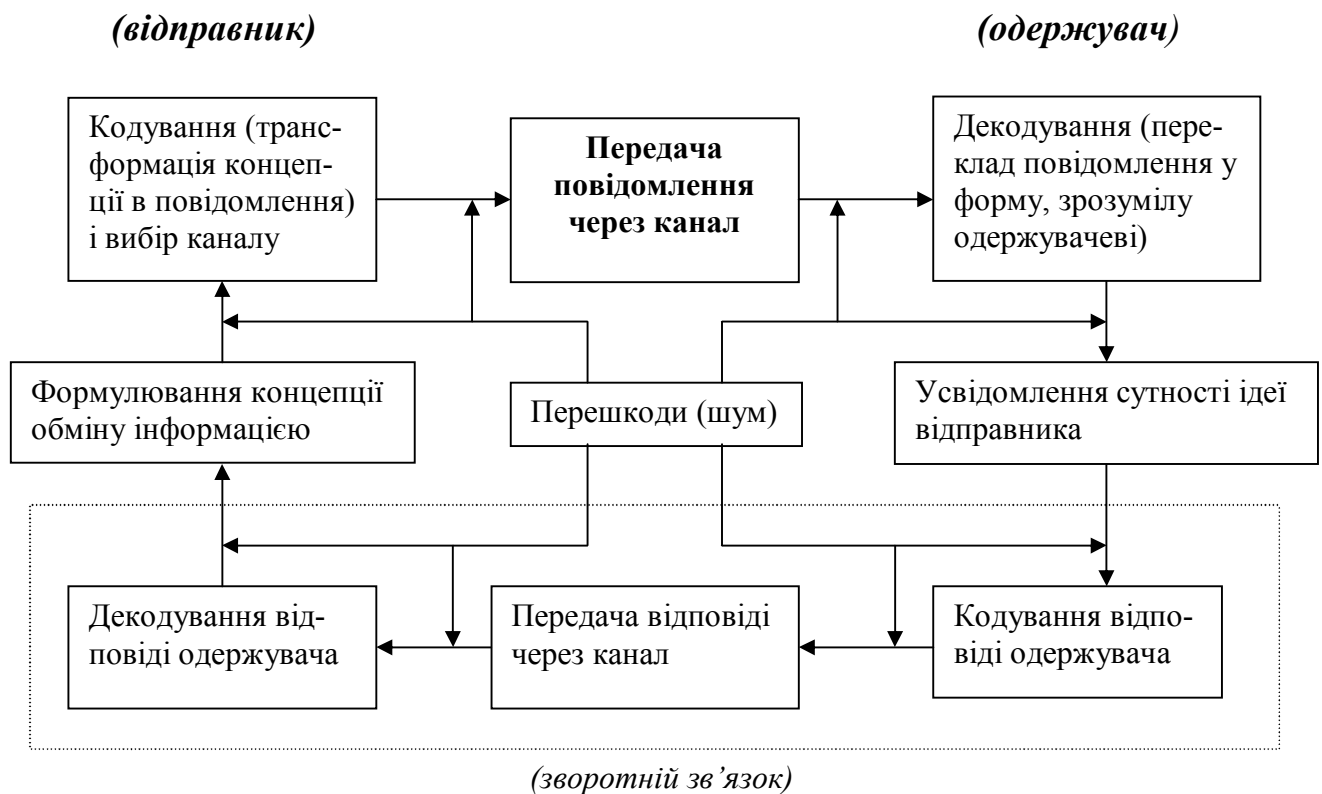 (відправник)
(одержувач)
Кодування (транс-
формація концеп-
ції в повідомлення)
і вибір каналу
Передача
повідомлення
через канал
Декодування (пере-
клад повідомлення у
форму, зрозумілу
одержувачеві)
Формулювання концепції
обміну інформацією
Перешкоди (шум)
Усвідомлення сутності ідеї
відправника
Декодування від-
повіді одержувача
Передача відповіді
через канал
Кодування відпо-
віді одержувача
(зворотній зв’язок)